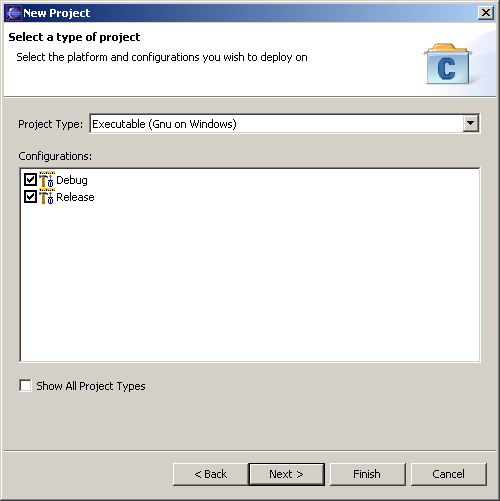 New Project
Select a type of project
Select the platform and configurations you wish to deploy on
C
Project Type: Executable (Gnu on Windows)
Configurations:
Debug
Release
Show All Project Types
< Back Next > Finish Cancel